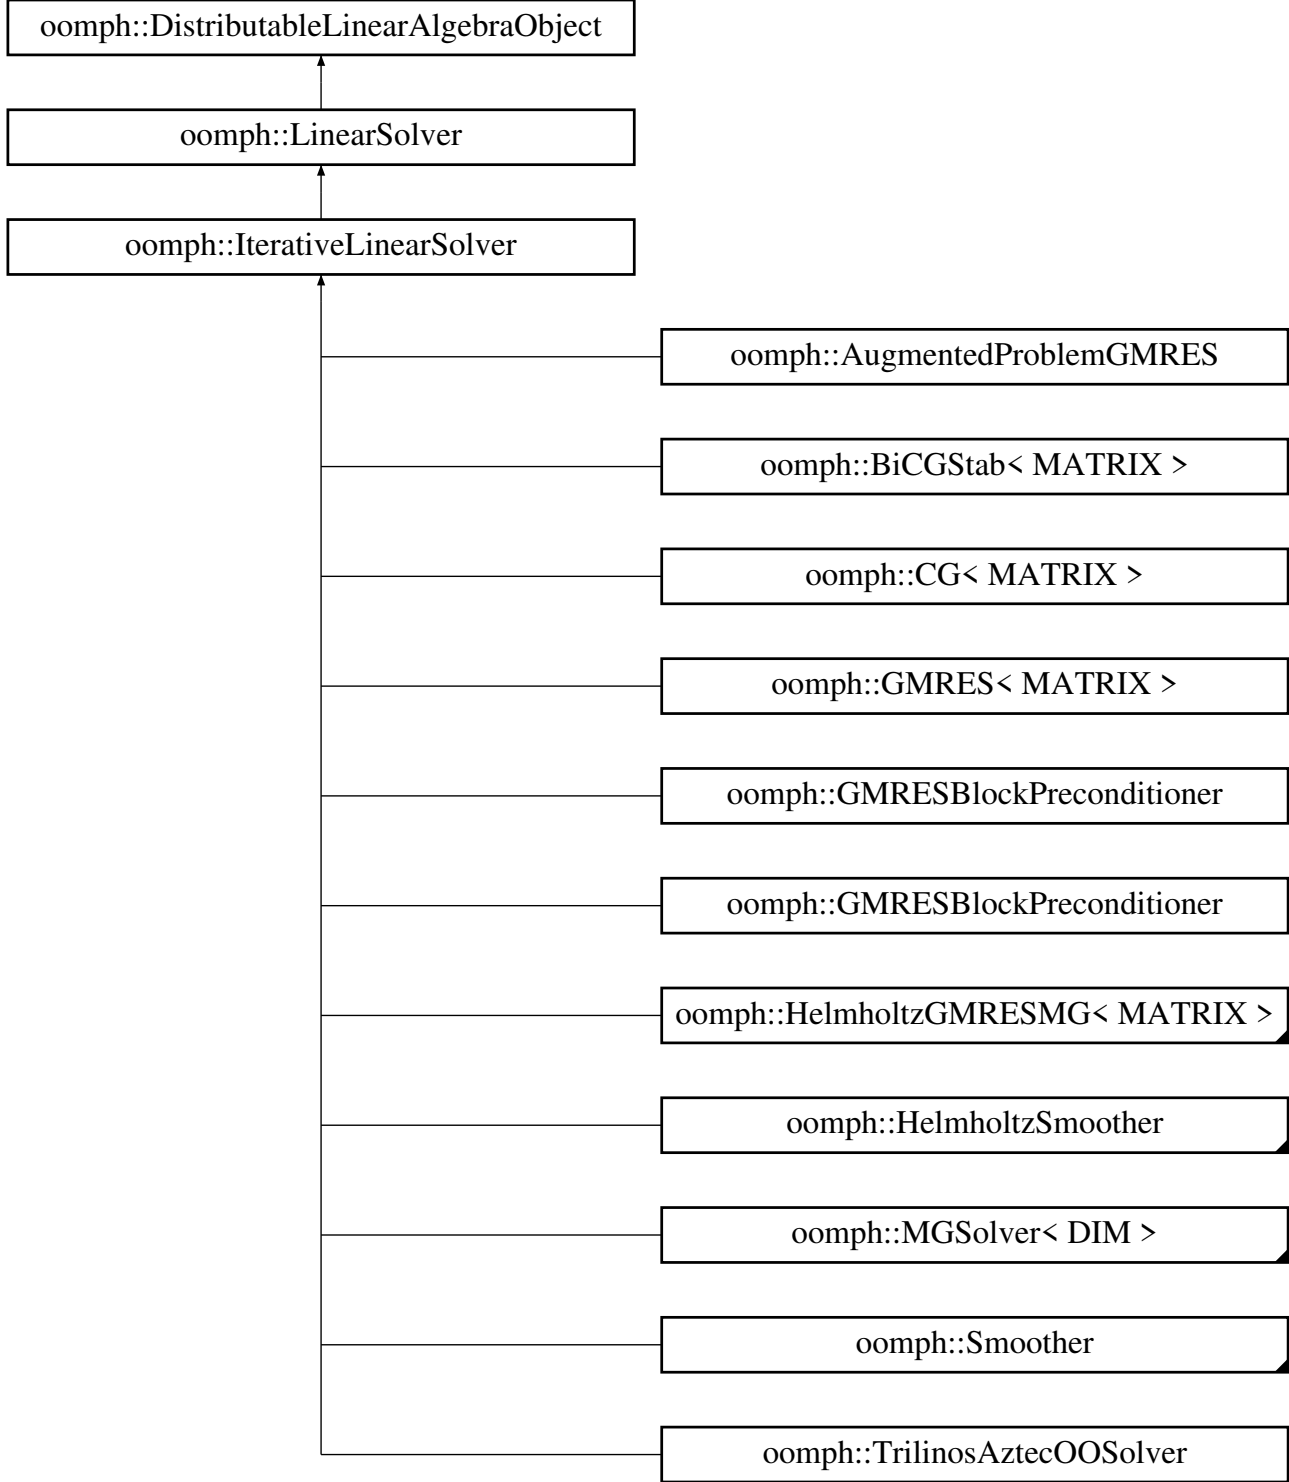 oomph::DistributableLinearAlgebraObject
oomph::LinearSolver
oomph::IterativeLinearSolver
oomph::AugmentedProblemGMRES
oomph::BiCGStab< MATRIX >
oomph::CG< MATRIX >
oomph::GMRES< MATRIX >
oomph::GMRESBlockPreconditioner
oomph::GMRESBlockPreconditioner
oomph::HelmholtzGMRESMG< MATRIX >
oomph::HelmholtzSmoother
oomph::MGSolver< DIM >
oomph::Smoother
oomph::TrilinosAztecOOSolver